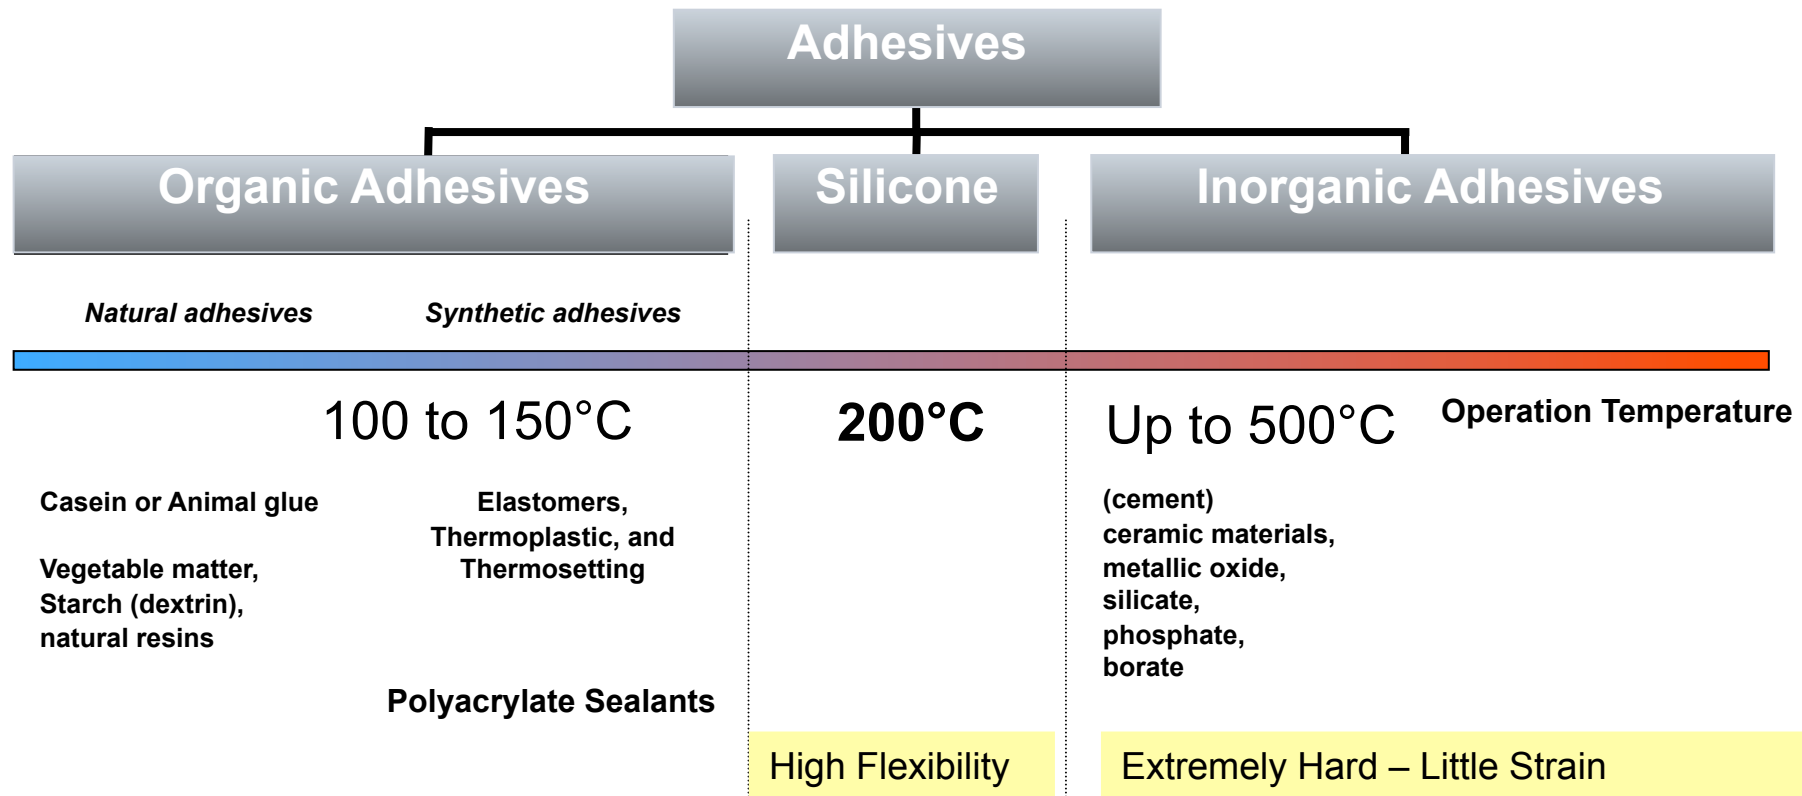 Adhesives
Organic Adhesives
Silicone
Inorganic Adhesives
Natural adhesives
Synthetic adhesives
100 to 150°C
200°C
Up to 500°C
Operation Temperature
Casein or Animal glue
Vegetable matter,
Starch (dextrin),
natural resins
Elastomers,
Thermoplastic, and
Thermosetting
Polyacrylate Sealants
(cement)
ceramic materials,
metallic oxide,
silicate,
phosphate,
borate
High Flexibility
Extremely Hard – Little Strain